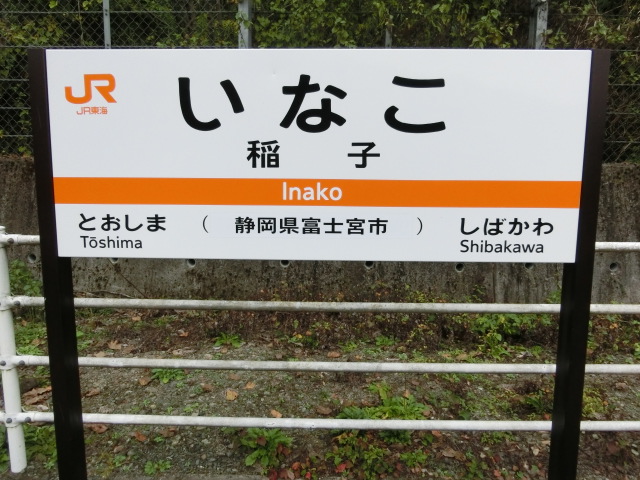 JR
JR東海
いなこ
稲子
Inako
とおしま （静岡県富士宮市） しばかわ
Tōshima Shibakawa